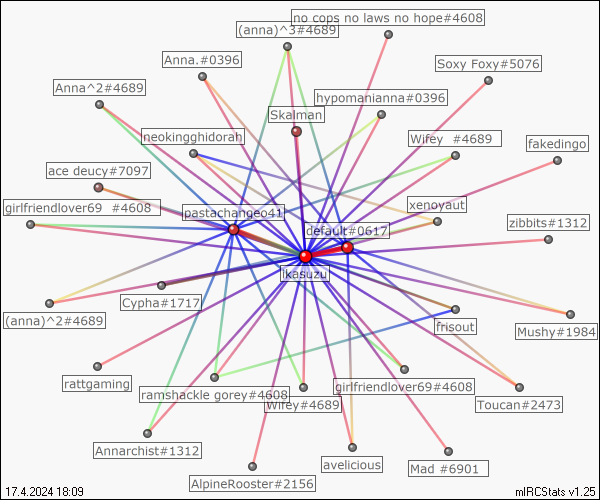 no cops no laws no hope#4608
(anna)^3#4689
Anna.#0396
Soxy Foxy#5076
Anna^2#4689
hypomanianna#0396
Skalman
neokingghidorah
Wifey #4689
fakedingo
ace deucy#7097
girlfriendlover69 #4608
pastachangeo41
xenoyaut
default#0617
zibbits#1312
ikasuzu
Cypha#1717
(anna)^2#4689
frisout
Mushy#1984
rattgaming
ramshackle gorey#4608
girlfriendlover69#4608
Wifey#4689
Toucan#2473
Annarchist#1312
avelicious
Mad #6901
AlpineRooster#2156
17.4.2024 18:09
mIRCStats v1.25